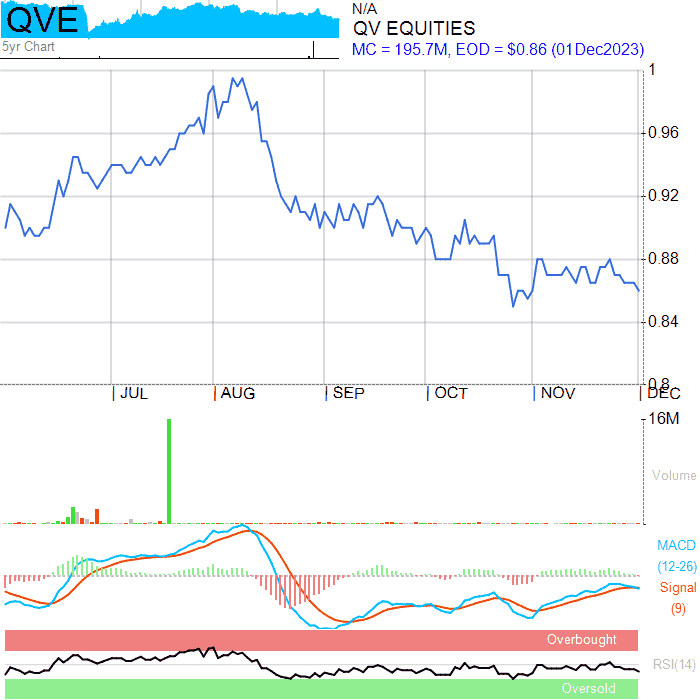 QVE
5yr Chart
N/A
QV EQUITIES
MC = 195.7M, EOD = $0.86 (01Dec2023)
1
0.96
0.92
0.88
0.84
0.8
JUL AUG SEP OCT NOV DEC
16M
Volume
MACD
(12-26)
Signal
(9)
Overbought
RSI(14)
Oversold